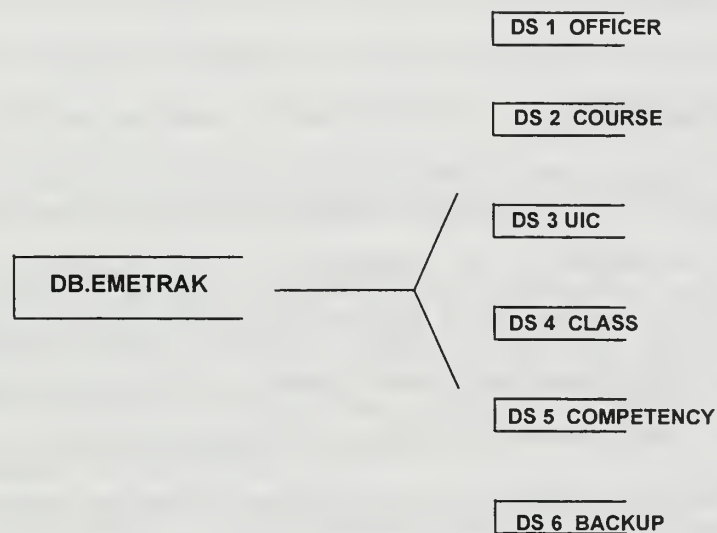 DS 1 OFFICER
DS 2 COURSE
DS 3 UIC
DB.EMETRAK
DS 4 CLASS
DS 5 COMPETENCY
DS 6 BACKUP